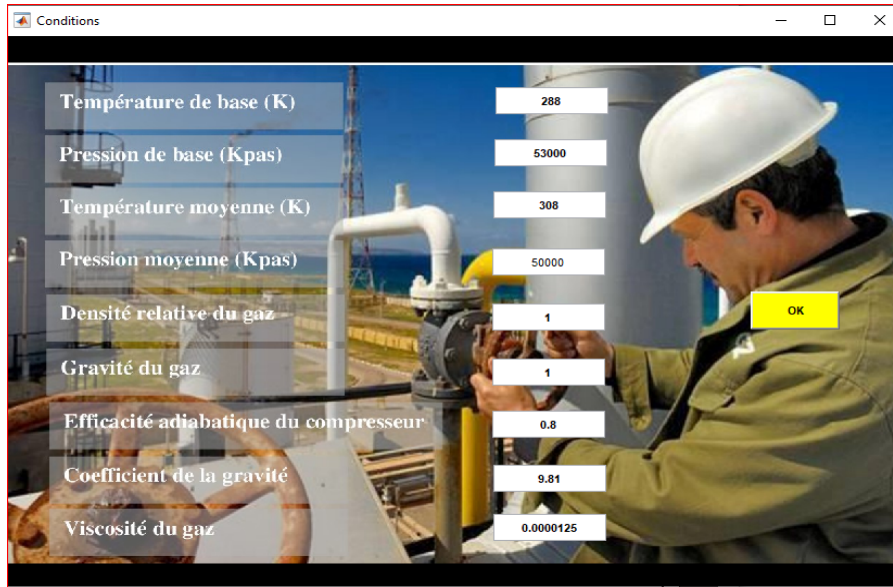 Conditions
Température de base (K) 288
Pression de base (Kpas) 53000
Température moyenne (K) 308
Pression moyenne (Kpas) 50000
Densité relative du gaz 1
Gravité du gaz 1
OK
Efficacité adiabatique du compresseur 0.8
Coefficient de la gravité 9.81
Viscosité du gaz 0.0000125